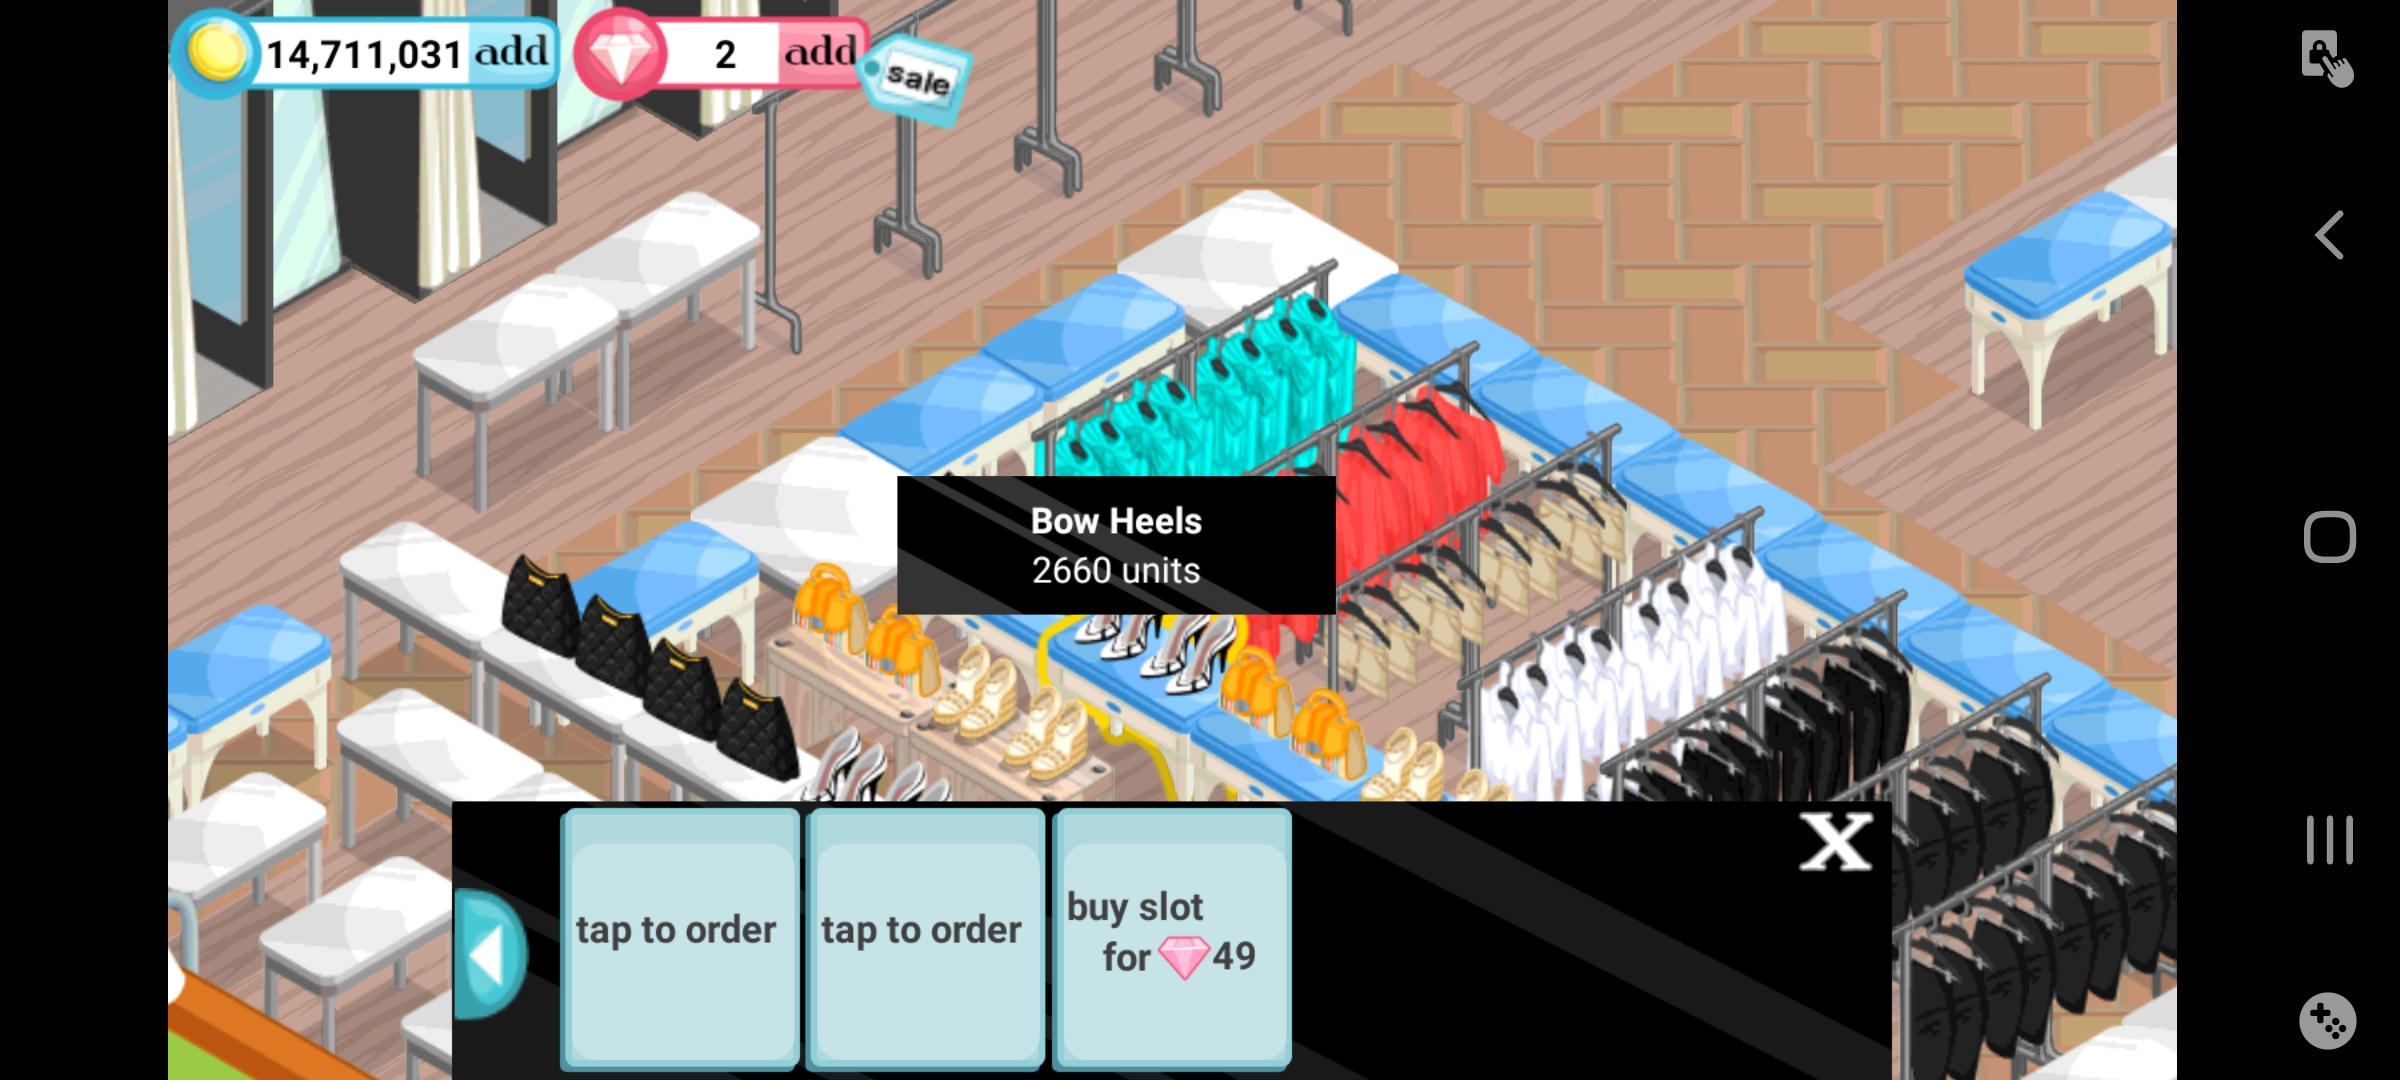 14,711,031 add
2 add
sale
Bow Heels
2660 units
X
tap to order
tap to order
buy slot
for 49